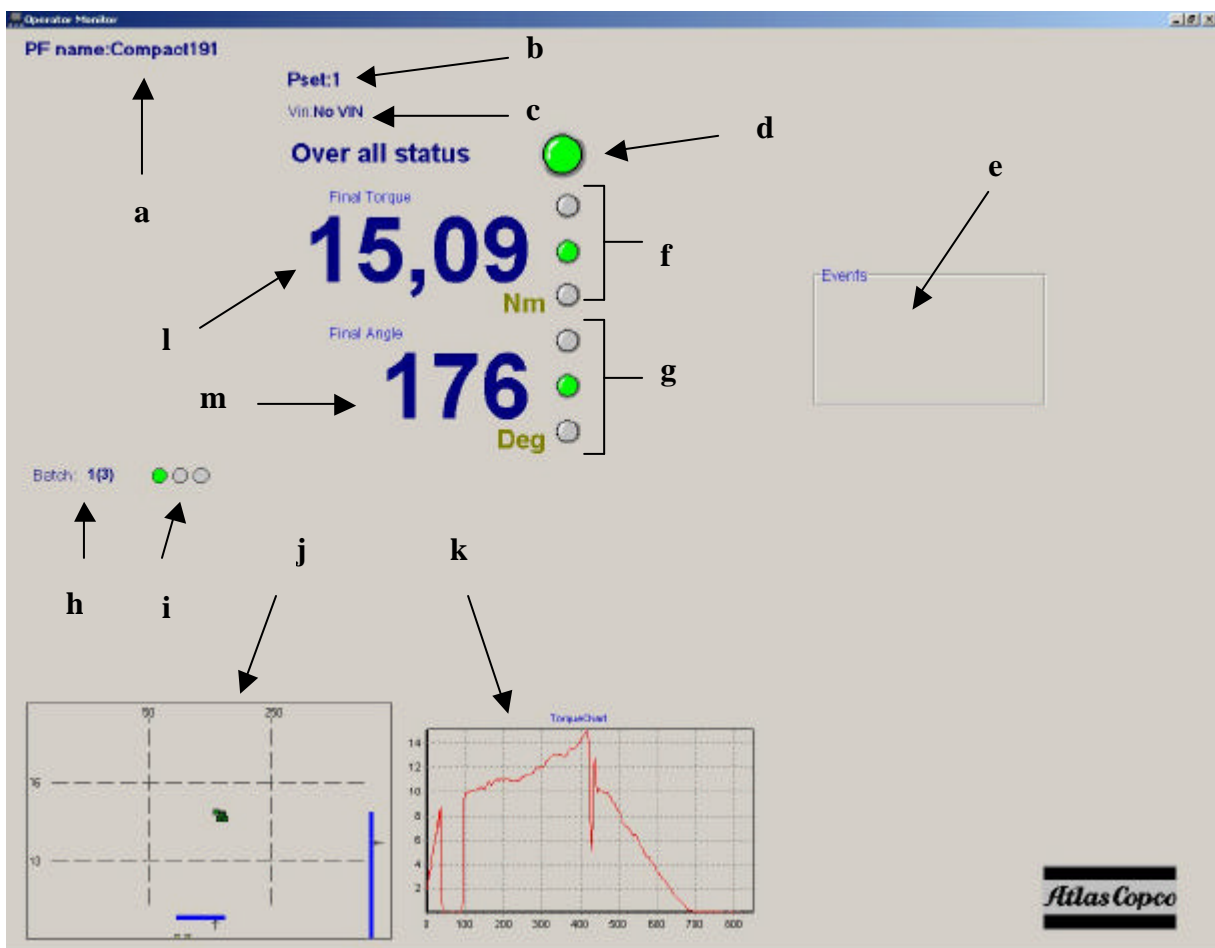 Operator Monitor
PF name:Compact191
b
Pset:1
Vin:No VIN
c
d
Over all status
e
a
Final Torque
15,09
Nm
f
Events
l
Final Angle
176
Deg
g
m
Batch: 1(3)
j
k
h
i
50 250
16
10
TorqueChart
14
12
10
8
6
4
2
0 100 200 300 400 500 600 700 800
Atlas Copco